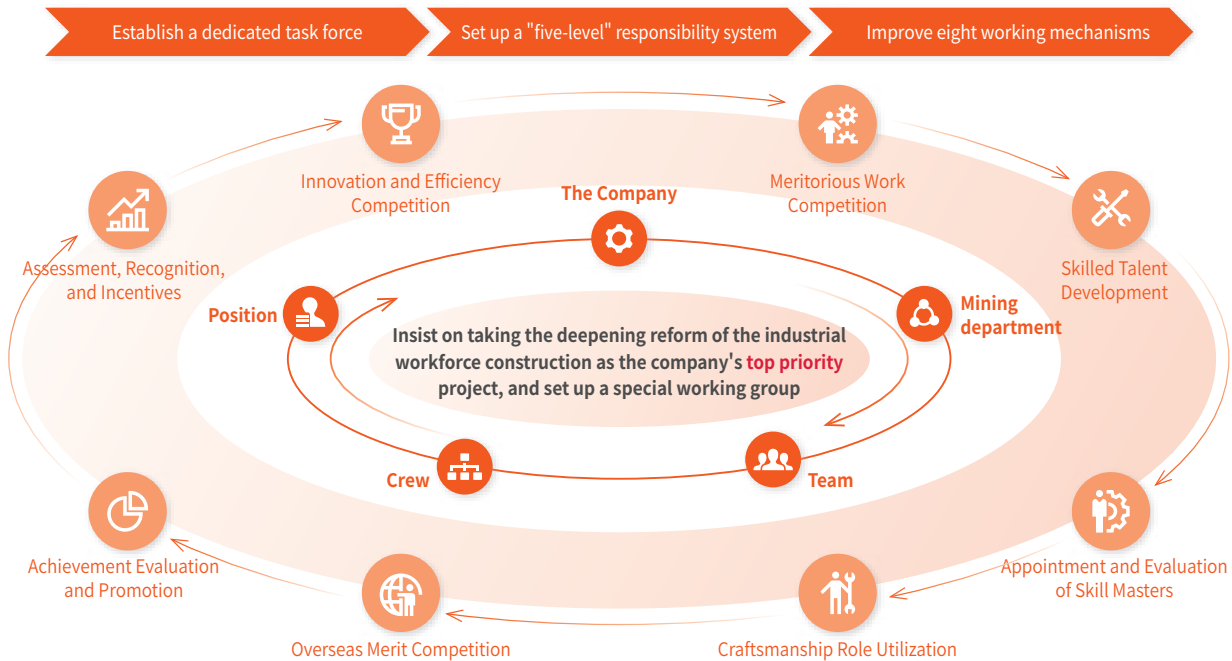 Establish a dedicated task force
Set up a "five-level" responsibility system
Improve eight working mechanisms
Innovation and Efficiency
Competition
Meritorious Work
Competition
The Company
Assessment, Recognition,
and Incentives
Skilled Talent
Development
Position
Mining
department
Insist on taking the deepening reform of the industrial
workforce construction as the company's top priority
project, and set up a special working group
Crew
Team
Achievement Evaluation
and Promotion
Appointment and Evaluation
of Skill Masters
Overseas Merit Competition
Craftsmanship Role Utilization